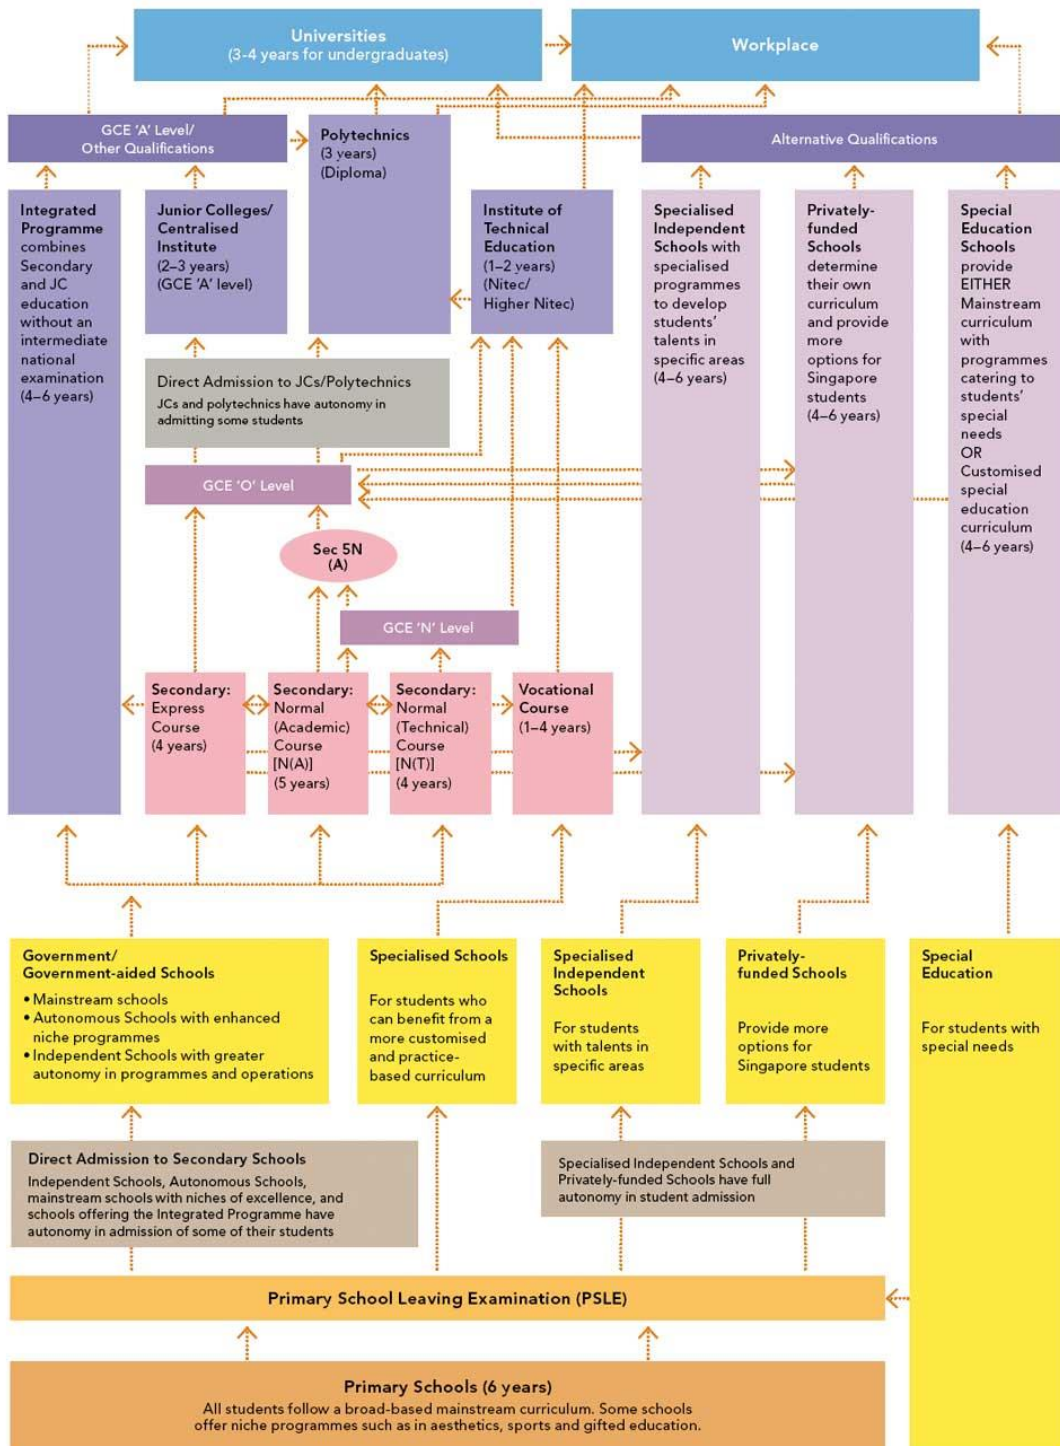 Universities
(3-4 years for undergraduates)
Workplace
GCE ‘A’ Level/
Other Qualifications
Polytechnics
(3 years)
(Diploma)
Alternative Qualifications
Integrated
Programme
combines
Secondary
and JC
education
without an
intermediate
national
examination
(4–6 years)
Junior Colleges/
Centralised
Institute
(2–3 years)
(GCE ‘A’ level)
Institute of
Technical
Education
(1–2 years)
(Nitec/
Higher Nitec)
Specialised
Independent
Schools with
specialised
programmes
to develop
students’
talents in
specific areas
(4–6 years)
Privately-
funded
Schools
determine
their own
curriculum
and provide
more
options for
Singapore
students
(4–6 years)
Special
Education
Schools
provide
EITHER
Mainstream
curriculum
with
programmes
catering to
students’
special
needs
OR
Customised
special
education
curriculum
(4–6 years)
Direct Admission to JCs/Polytechnics
JCs and polytechnics have autonomy in
admitting some students
GCE ‘O’ Level
Sec 5N
(A)
GCE ‘N’ Level
Secondary:
Express
Course
(4 years)
Secondary:
Normal
(Academic)
Course
[N(A)]
(5 years)
Secondary:
Normal
(Technical)
Course
[N(T)]
(4 years)
Vocational
Course
(1–4 years)
Government/
Government-aided Schools
• Mainstream schools
• Autonomous Schools with enhanced
niche programmes
• Independent Schools with greater
autonomy in programmes and operations
Specialised Schools
For students who
can benefit from a
more customised
and practice-
based curriculum
Specialised
Independent
Schools
For students
with talents in
specific areas
Privately-
funded Schools
Provide more
options for
Singapore students
Special
Education
For students with
special needs
Direct Admission to Secondary Schools
Independent Schools, Autonomous Schools,
mainstream schools with niches of excellence, and
schools offering the Integrated Programme have
autonomy in admission of some of their students
Specialised Independent Schools and
Privately-funded Schools have full
autonomy in student admission
Primary School Leaving Examination (PSLE)
Primary Schools (6 years)
All students follow a broad-based mainstream curriculum. Some schools
offer niche programmes such as in aesthetics, sports and gifted education.